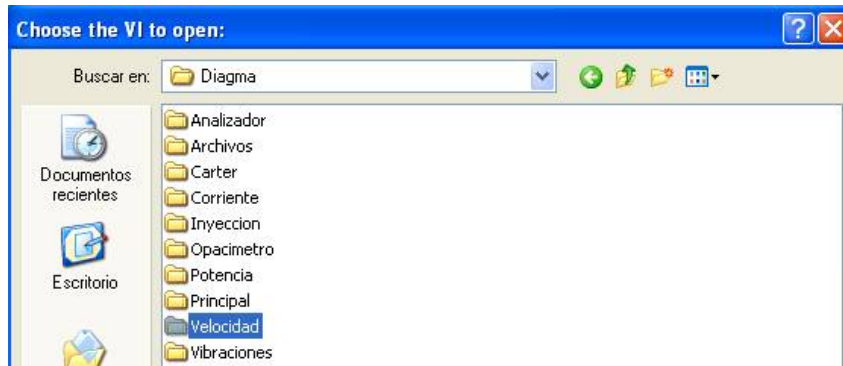 Choose the VI to open:
Buscar en: Diagma
Documentos
recientes
Escritorio
Analizador
Archivos
Carter
Corriente
Inyeccion
Opacimetro
Potencia
Principal
Velocidad
Vibraciones